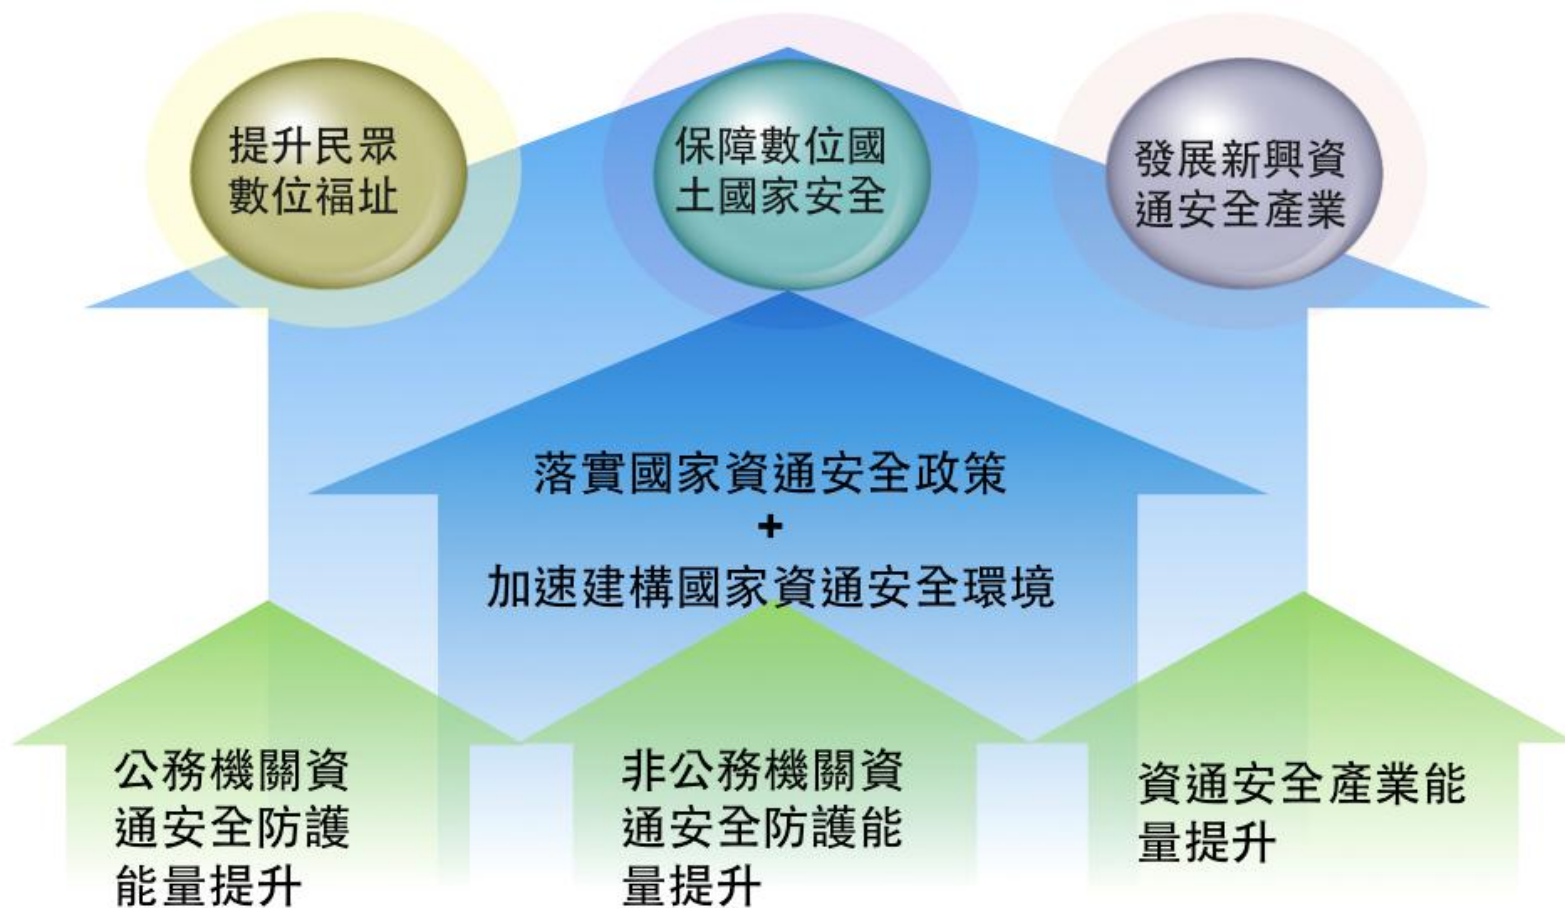 提升民眾
數位福址
保障數位國
土國家安全
發展新興資
通安全產業
落實國家資通安全政策
+
加速建構國家資通安全環境
公務機關資
通安全防護
能量提升
非公務機關資
通安全防護能
量提升
資通安全產業能
量提升